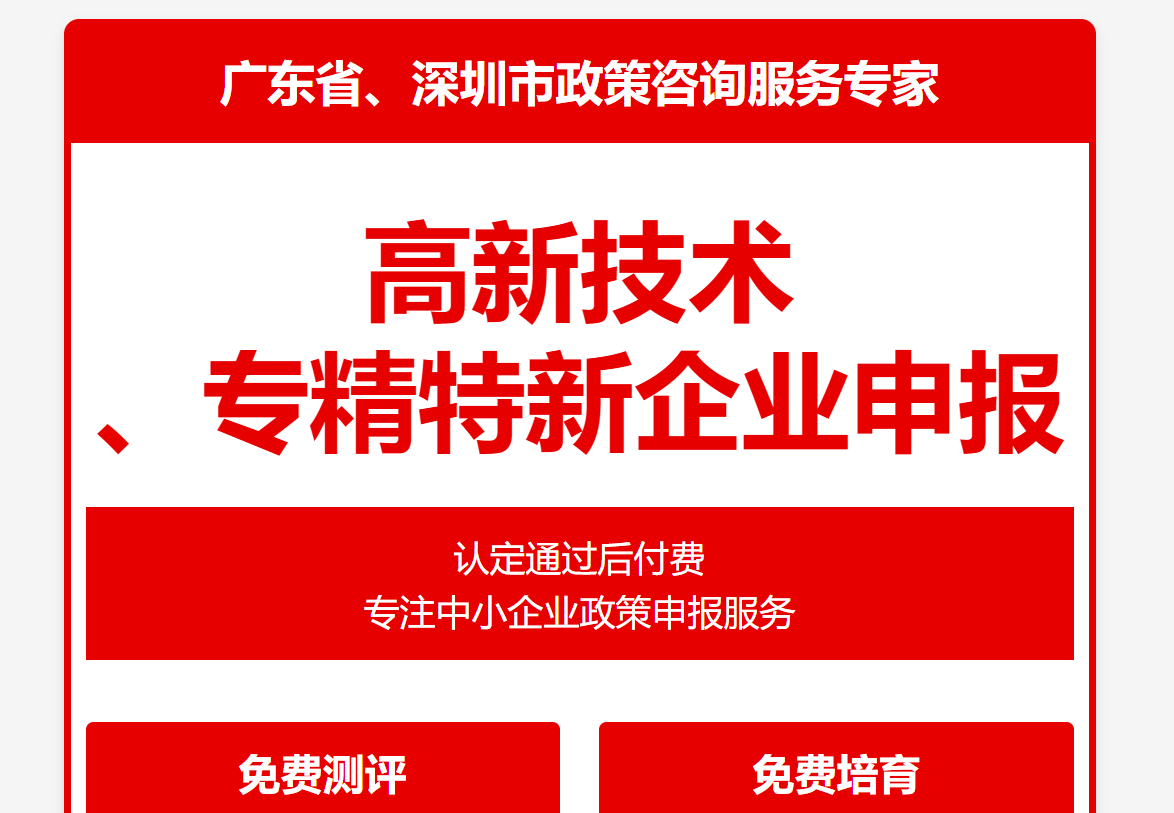 广东省、深圳市政策咨询服务专家
高新技术
、专精特新企业申报
认定通过后付费
专注中小企业政策申报服务
免费测评
免费培育